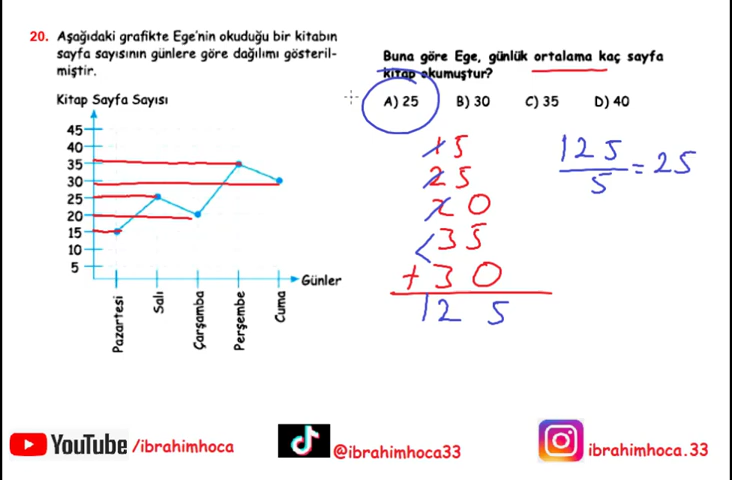 20. Aşağıdaki grafikte Ege'nin okuduğu bir kitabın
sayfa sayısının günlere göre dağılımı gösteril-
miştir.
Kitap Sayfa Sayısı
45
40
35
30
25
20
15
10
5
Günler
Pazartesi
Salı
Çarşamba
Perşembe
Cuma
Buna göre Ege, günlük ortalama kaç sayfa
kitap okumuştur?
A) 25 B) 30 C) 35 D) 40
15
25
20
35
+30
125
125/5 = 25
YouTube /ibrahimhoca
@ibrahimhoca33
ibrahimhoca.33